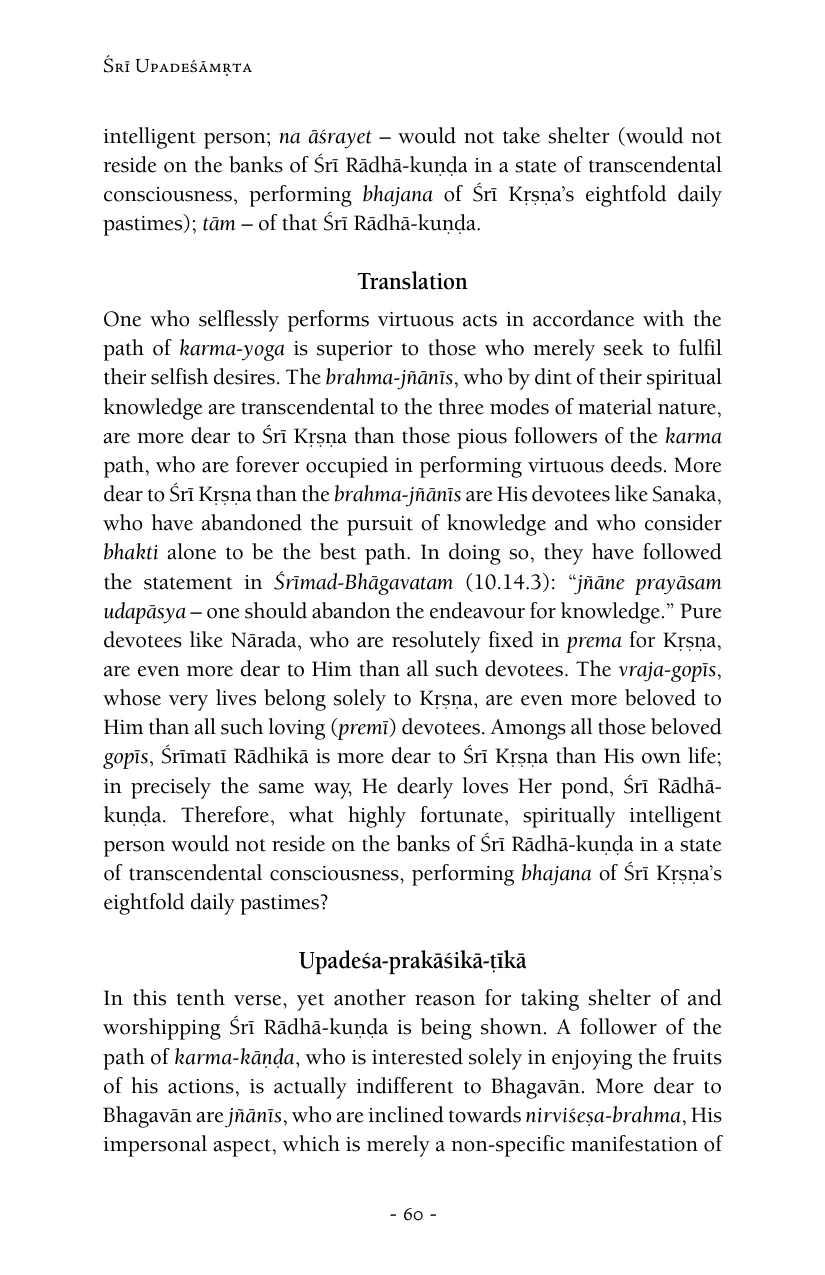 Śrī Upadeśāmṛta
intelligent person; na āśrayet – would not take shelter (would not
reside on the banks of Śrī Rādhā-kuṇḍa in a state of transcendental
consciousness, performing bhajana of Śrī Kṛṣṇa’s eightfold daily
pastimes); tām – of that Śrī Rādhā-kuṇḍa.
Translation
One who selflessly performs virtuous acts in accordance with the
path of karma-yoga is superior to those who merely seek to fulfil
their selfish desires. The brahma-jñānīs, who by dint of their spiritual
knowledge are transcendental to the three modes of material nature,
are more dear to Śrī Kṛṣṇa than those pious followers of the karma
path, who are forever occupied in performing virtuous deeds. More
dear to Śrī Kṛṣṇa than the brahma-jñānīs are His devotees like Sanaka,
who have abandoned the pursuit of knowledge and who consider
bhakti alone to be the best path. In doing so, they have followed
the statement in Śrīmad-Bhāgavatam (10.14.3): “jñāne prayāsam
udapāsya – one should abandon the endeavour for knowledge.” Pure
devotees like Nārada, who are resolutely fixed in prema for Kṛṣṇa,
are even more dear to Him than all such devotees. The vraja-gopīs,
whose very lives belong solely to Kṛṣṇa, are even more beloved to
Him than all such loving (premī) devotees. Amongs all those beloved
gopīs, Śrīmatī Rādhikā is more dear to Śrī Kṛṣṇa than His own life;
in precisely the same way, He dearly loves Her pond, Śrī Rādhā-
kuṇḍa. Therefore, what highly fortunate, spiritually intelligent
person would not reside on the banks of Śrī Rādhā-kuṇḍa in a state
of transcendental consciousness, performing bhajana of Śrī Kṛṣṇa’s
eightfold daily pastimes?
Upadeśa-prakāśikā-ṭīkā
In this tenth verse, yet another reason for taking shelter of and
worshipping Śrī Rādhā-kuṇḍa is being shown. A follower of the
path of karma-kāṇḍa, who is interested solely in enjoying the fruits
of his actions, is actually indifferent to Bhagavān. More dear to
Bhagavān are jñānīs, who are inclined towards nirviśeṣa-brahma, His
impersonal aspect, which is merely a non-specific manifestation of
- 60 -